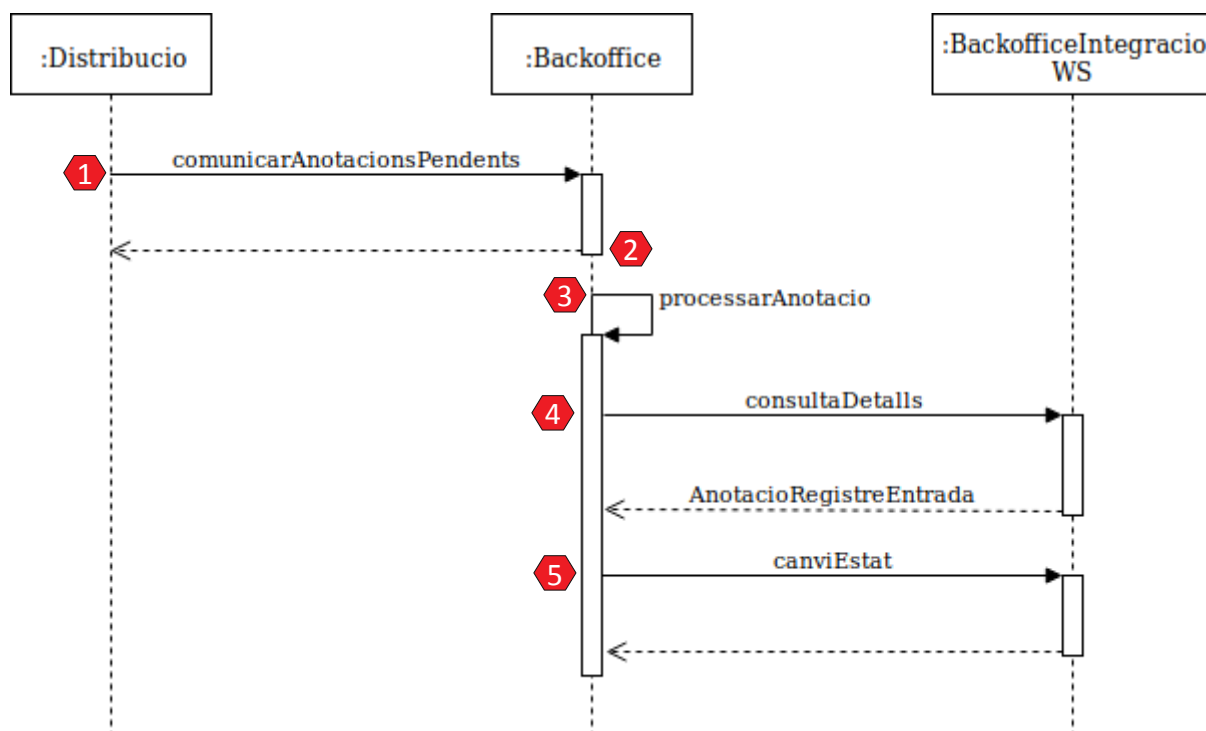 :Distribucio
:Backoffice
:BackofficeIntegracio
WS
1
comunicarAnotacionsPendents
2
3
processarAnotacio
4
consultaDetalls
AnotacioRegistreEntrada
5
canviEstat